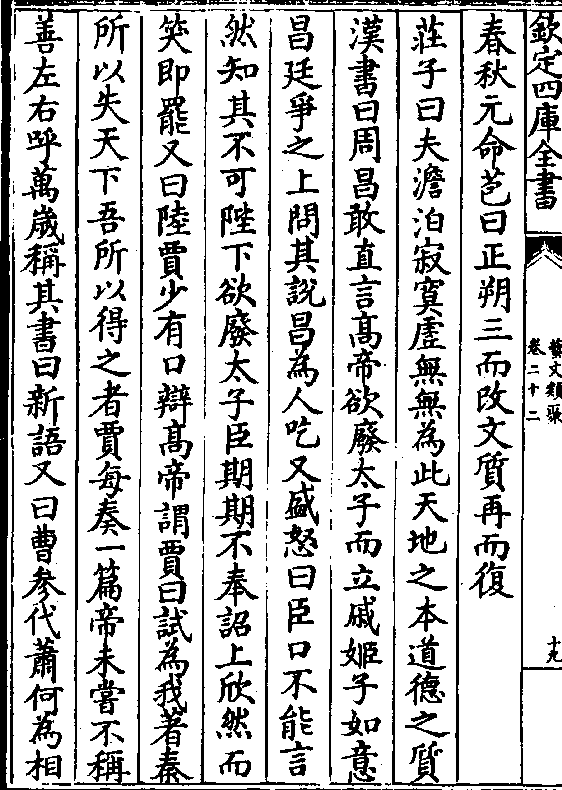 欽定四庫全書
藝文類聚
卷二十二
十九
春秋元命苞曰正朔三而改文質再而復
莊子曰夫澹泊寂寞虛無無為此天地之本道德之質
漢書曰周昌敢直言髙帝欲廢太子而立戚姬子如意
昌廷爭之上問其說昌為人吃又盛怒曰臣口不能言
然知其不可陛下欲廢太子臣期期不奉詔上欣然而
笑即罷又曰陸賈少有口辯髙帝謂賈曰試為我著秦
所以失天下吾所以得之者賈每奏一篇帝未嘗不稱
善左右呼萬歲稱其書曰新語又曰曹參代蕭何為相